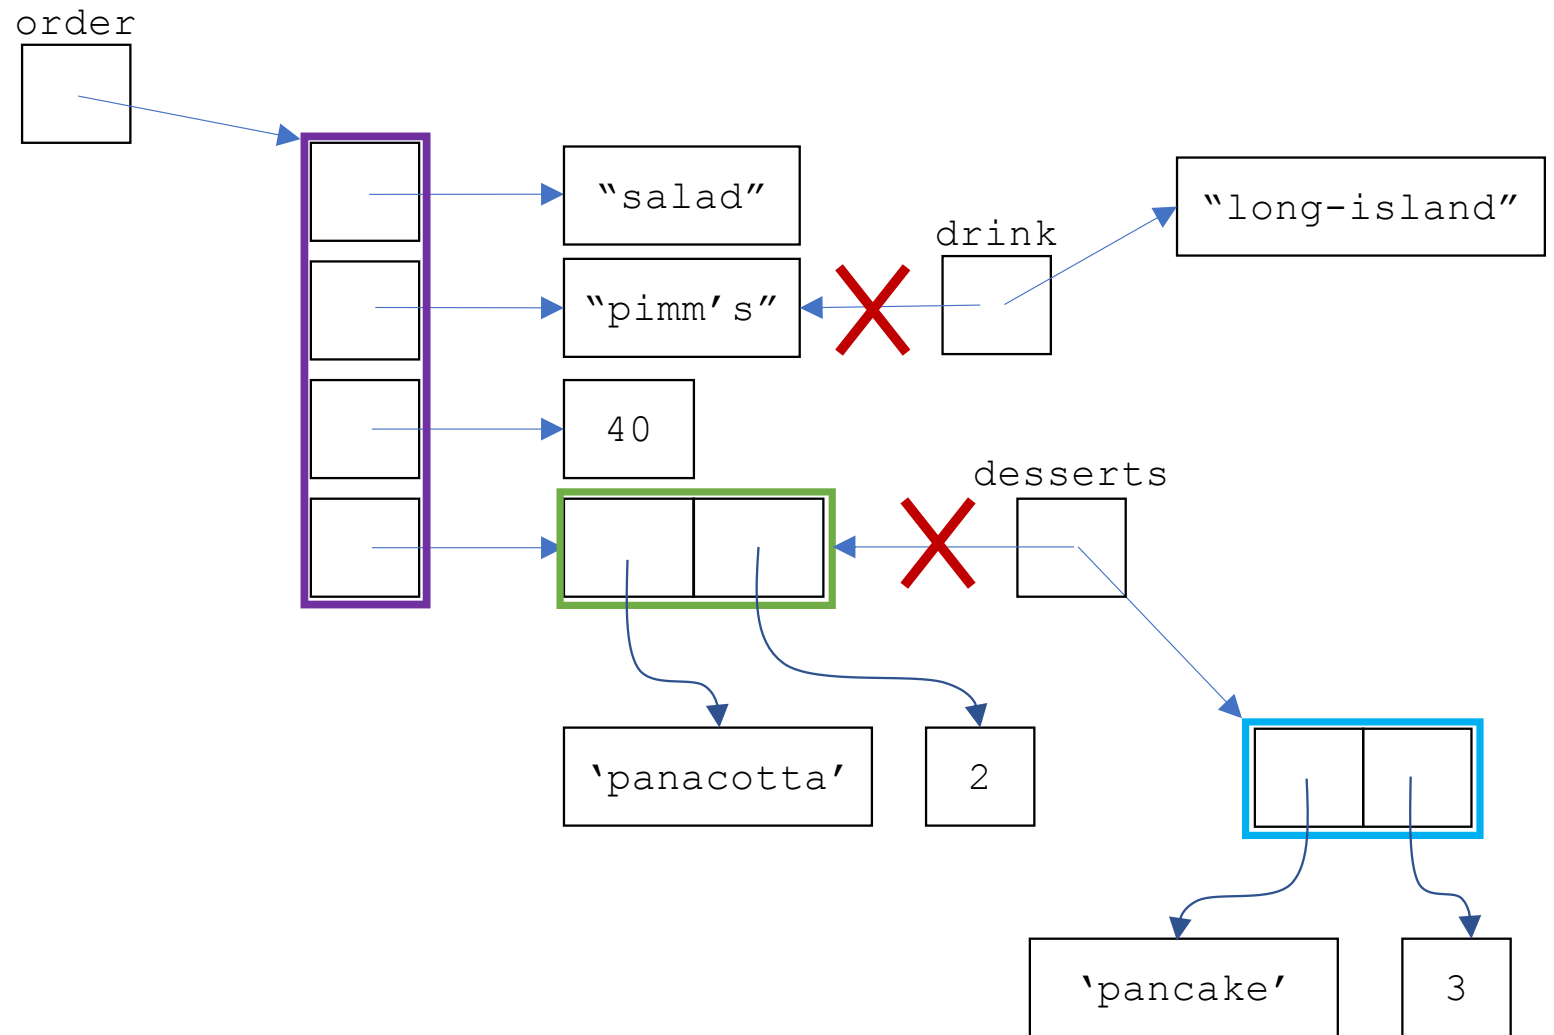 order
“salad”
“long-island”
drink
“pimm’s”
40
desserts
‘panacotta’
2
‘pancake’
3